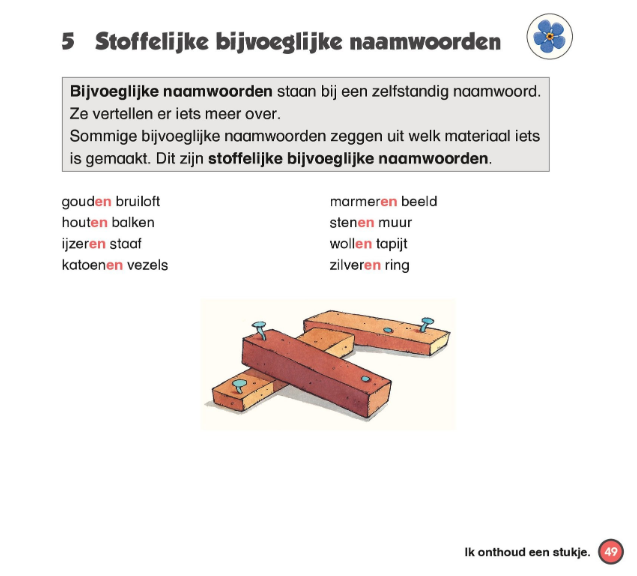 5 Stoffelijke bijvoeglijke naamwoorden
Bijvoeglijke naamwoorden staan bij een zelfstandig naamwoord.
Ze vertellen er iets meer over.
Sommige bijvoeglijke naamwoorden zeggen uit welk materiaal iets
is gemaakt. Dit zijn stoffelijke bijvoeglijke naamwoorden.
gouden bruiloft
houten balken
ijzeren staaf
katoenen vezels
marmeren beeld
stenen muur
wollen tapijt
zilveren ring
Ik onthoud een stukje. 49